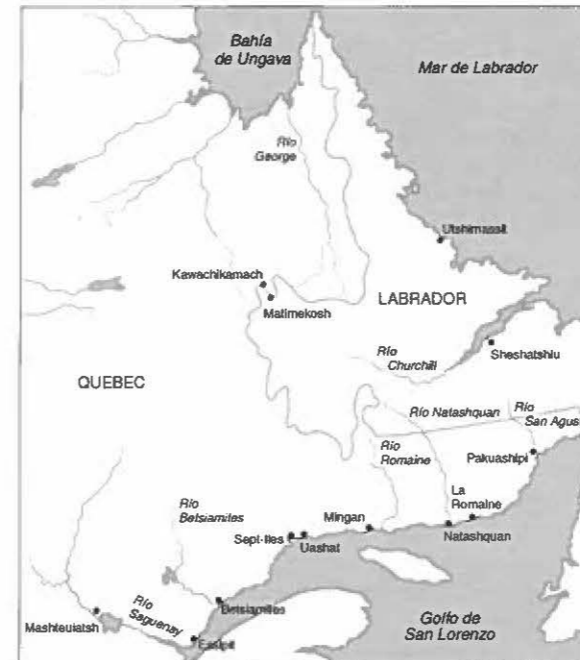 Bahía
de Ungava
Mar de Labrador
Río
George
Utshimassit
Kawachikamach
Matimekosh
LABRADOR
Río
Churchill
Sheshatshiu
QUEBEC
Río Natashquan
Río
San Agus
Río
Romaine
Pakuashipi
La
Romaine
Río
Betsiamites
Mingan
Sept-Iles
Uashat
Natashquan
Betsiamites
Río
Saguenay
Mashteuiatsh
Essipit
Golfo de
San Lorenzo